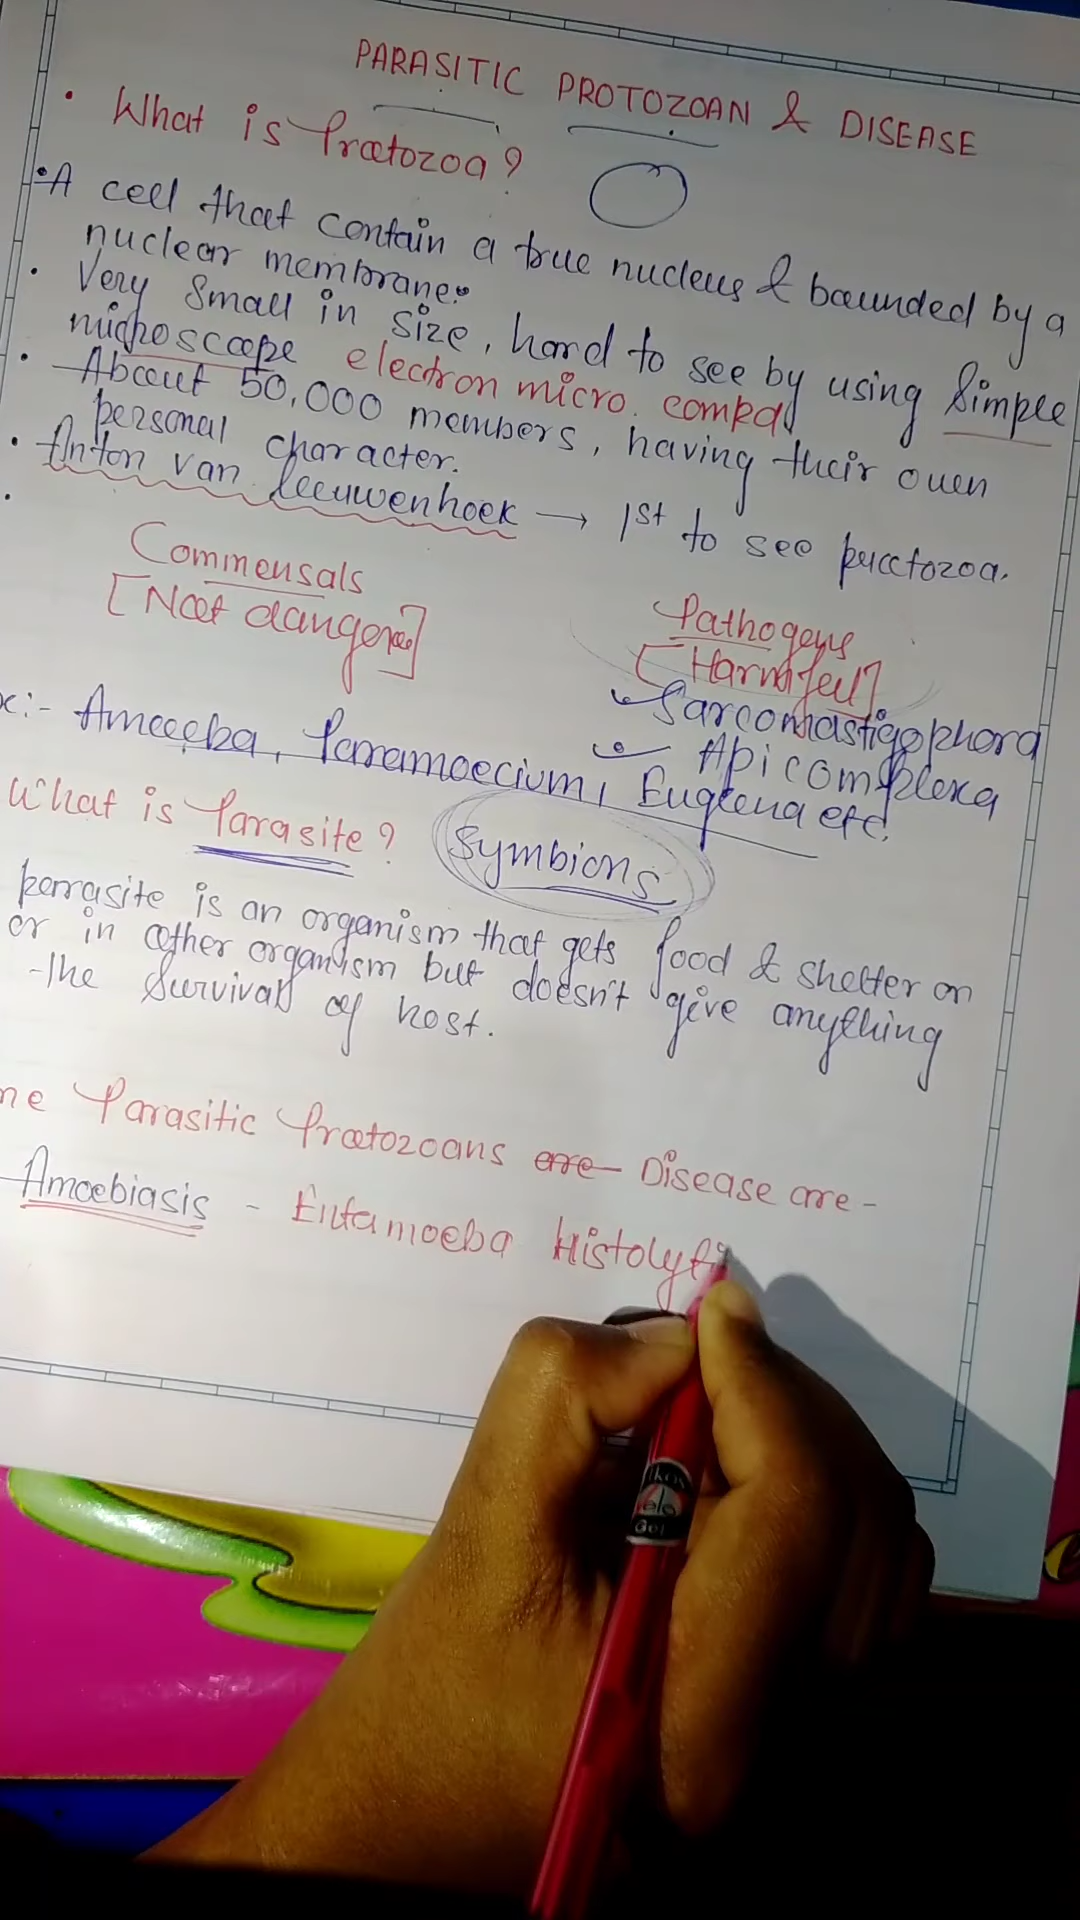 PARASITIC PROTOZOAN & DISEASE
• What is Protozoa?
• A cell that contain a true nucleus & bounded by a
nuclear membrane.
• Very small in size, hard to see by using Simple
microscope electron micro. compd
• About 50,000 members, having their own
personal character.
• Anton van leeuwenhoek → 1st to see protozoa.
Commensals
[Not dangerous]
Pathogens
[Harmful]
Sarcomastigophora
Apicomplexa
x:- Amoeba, Paramoecium, Euglena etc.
What is Parasite? Symbions
parasite is an organism that gets food & shelter on
or in other organism but doesn't give anything
the survival of host.
me Parasitic Protozoans are Disease are -
Amoebiasis - Entamoeba Histolyti